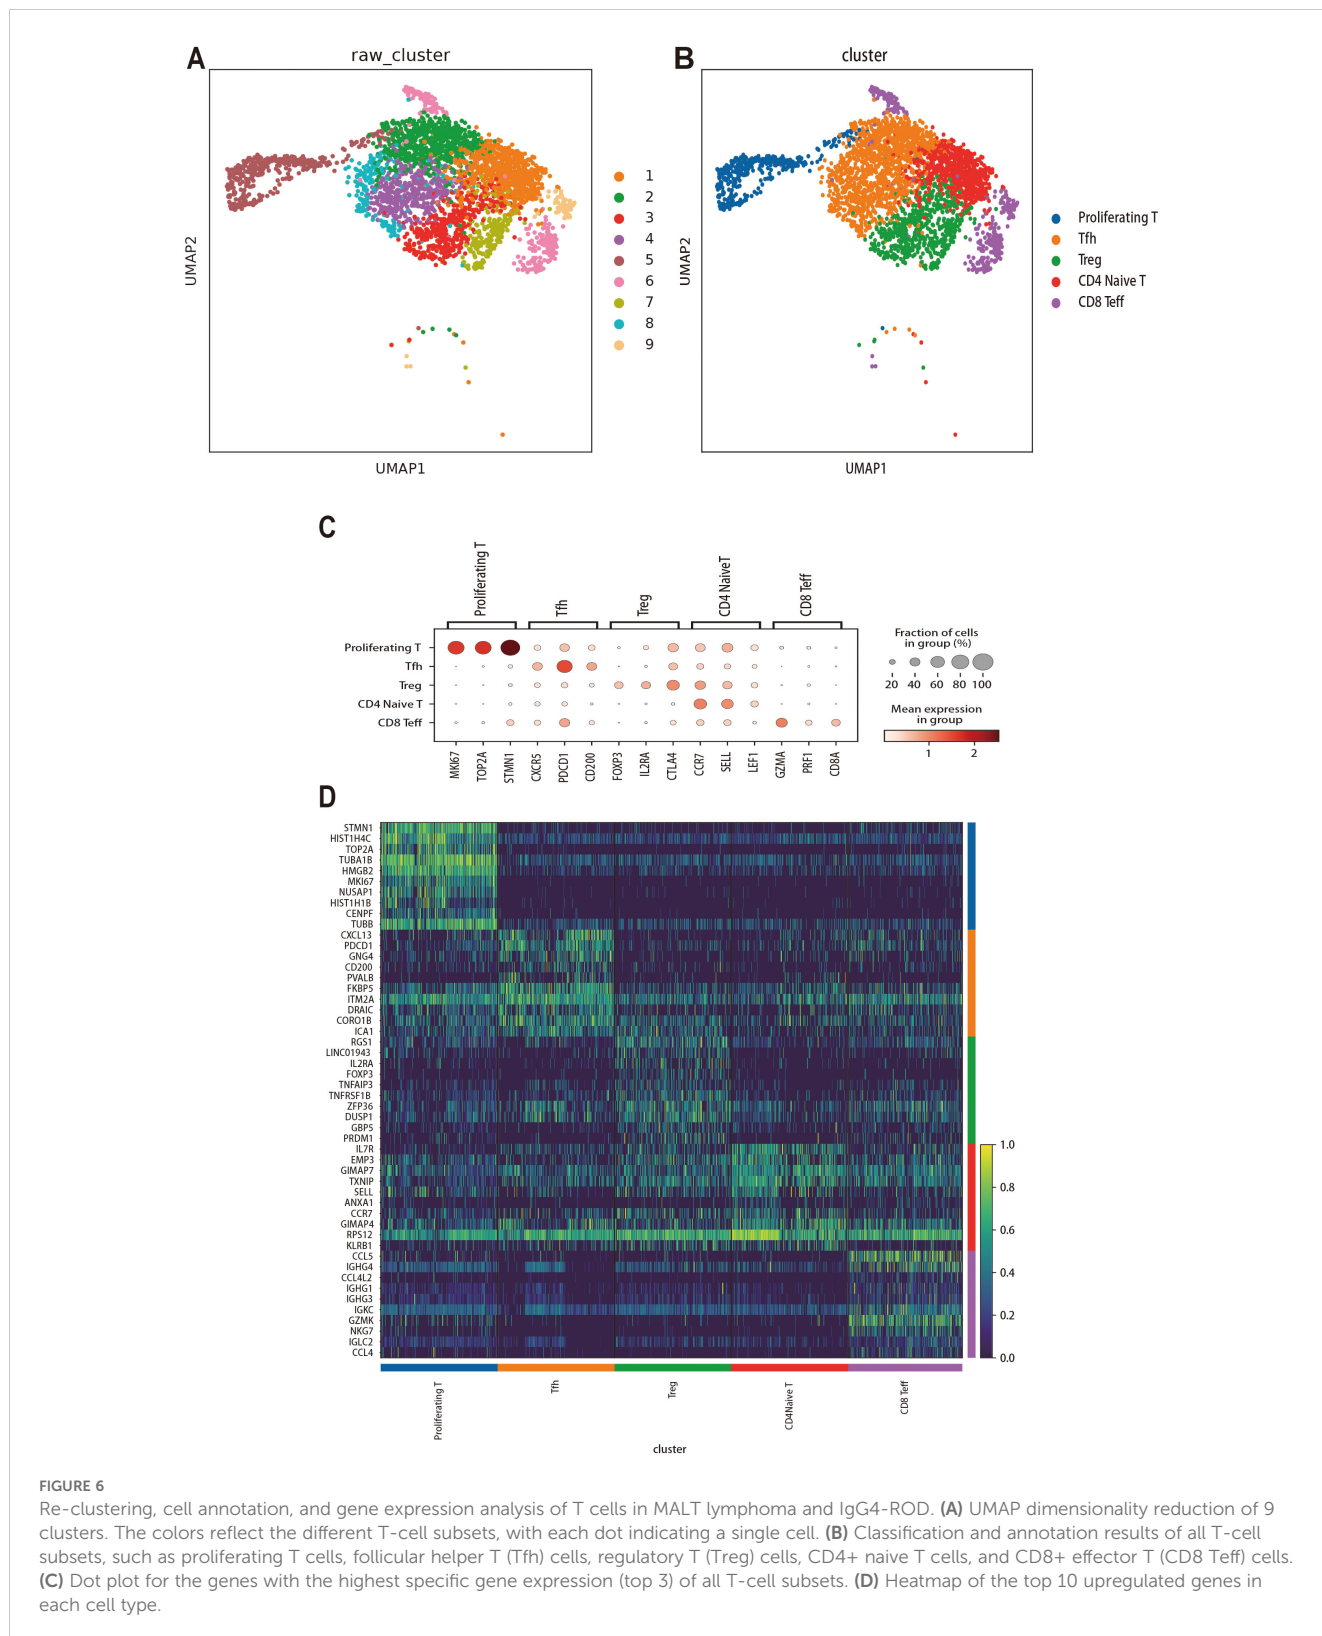 A
raw_cluster
UMAP2
UMAP1
1
2
3
4
5
6
7
8
9
B
cluster
UMAP2
UMAP1
Proliferating T
Tfh
Treg
CD4 Naive T
CD8 Teff
C
Proliferating T
Tfh
Treg
CD4 NaiveT
CD8 Teff
Proliferating T
Tfh
Treg
CD4 Naive T
CD8 Teff
MKI67
TOP2A
STMN1
CXCR5
PDCD1
CD200
FOXP3
IL2RA
CTLA4
CCR7
SELL
LEF1
GZMA
PRF1
CD8A
Fraction of cells
in group (%)
20 40 60 80 100
Mean expression
in group
1 2
D
STMN1
HIST1H4C
TOP2A
TUBA1B
HMGB2
MKI67
NUSAP1
HIST1H1B
CENPF
TUBB
CXCL13
PDCD1
GNG4
CD200
PVALB
FKBP5
ITM2A
DRAIC
CORO1B
ICA1
RGS1
LINC01943
IL2RA
FOXP3
TNFAIP3
TNFRSF1B
ZFP36
DUSP1
GBP5
PRDM1
IL7R
EMP3
GIMAP7
TXNIP
SELL
ANXA1
CCR7
GIMAP4
RPS12
KLRB1
CCL5
IGHG4
CCL4L2
IGHG1
IGHG3
IGKC
GZMK
NKG7
IGLC2
CCL4
1.0
0.8
0.6
0.4
0.2
0.0
Proliferating T
Tfh
Treg
CD4Naive T
CD8 Teff
cluster
FIGURE 6
Re-clustering, cell annotation, and gene expression analysis of T cells in MALT lymphoma and IgG4-ROD. (A) UMAP dimensionality reduction of 9
clusters. The colors reflect the different T-cell subsets, with each dot indicating a single cell. (B) Classification and annotation results of all T-cell
subsets, such as proliferating T cells, follicular helper T (Tfh) cells, regulatory T (Treg) cells, CD4+ naive T cells, and CD8+ effector T (CD8 Teff) cells.
(C) Dot plot for the genes with the highest specific gene expression (top 3) of all T-cell subsets. (D) Heatmap of the top 10 upregulated genes in
each cell type.